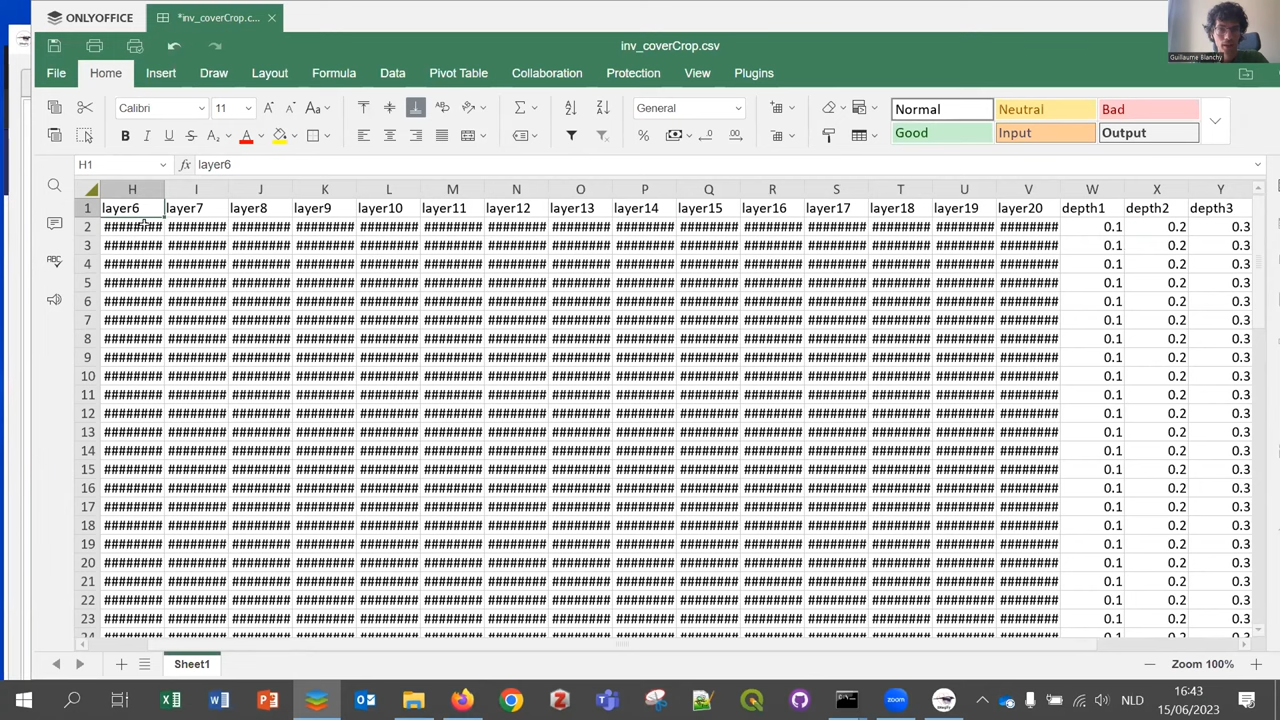 ONLYOFFICE
*inv_coverCrop.c...
inv_coverCrop.csv
Guillaume Blanchy
File Home Insert Draw Layout Formula Data Pivot Table Collaboration Protection View Plugins
Calibri 11 Aa General Normal Neutral Bad
B I U S A A % .0 .00 Good Input Output
H1 fx layer6
H I J K L M N O P Q R S T U V W X Y
1 layer6 layer7 layer8 layer9 layer10 layer11 layer12 layer13 layer14 layer15 layer16 layer17 layer18 layer19 layer20 depth1 depth2 depth3
2 ######## ######## ######## ######## ######## ######## ######## ######## ######## ######## ######## ######## ######## ######## ######## 0.1 0.2 0.3
3 ######## ######## ######## ######## ######## ######## ######## ######## ######## ######## ######## ######## ######## ######## ######## 0.1 0.2 0.3
4 ######## ######## ######## ######## ######## ######## ######## ######## ######## ######## ######## ######## ######## ######## ######## 0.1 0.2 0.3
5 ######## ######## ######## ######## ######## ######## ######## ######## ######## ######## ######## ######## ######## ######## ######## 0.1 0.2 0.3
6 ######## ######## ######## ######## ######## ######## ######## ######## ######## ######## ######## ######## ######## ######## ######## 0.1 0.2 0.3
7 ######## ######## ######## ######## ######## ######## ######## ######## ######## ######## ######## ######## ######## ######## ######## 0.1 0.2 0.3
8 ######## ######## ######## ######## ######## ######## ######## ######## ######## ######## ######## ######## ######## ######## ######## 0.1 0.2 0.3
9 ######## ######## ######## ######## ######## ######## ######## ######## ######## ######## ######## ######## ######## ######## ######## 0.1 0.2 0.3
10 ######## ######## ######## ######## ######## ######## ######## ######## ######## ######## ######## ######## ######## ######## ######## 0.1 0.2 0.3
11 ######## ######## ######## ######## ######## ######## ######## ######## ######## ######## ######## ######## ######## ######## ######## 0.1 0.2 0.3
12 ######## ######## ######## ######## ######## ######## ######## ######## ######## ######## ######## ######## ######## ######## ######## 0.1 0.2 0.3
13 ######## ######## ######## ######## ######## ######## ######## ######## ######## ######## ######## ######## ######## ######## ######## 0.1 0.2 0.3
14 ######## ######## ######## ######## ######## ######## ######## ######## ######## ######## ######## ######## ######## ######## ######## 0.1 0.2 0.3
15 ######## ######## ######## ######## ######## ######## ######## ######## ######## ######## ######## ######## ######## ######## ######## 0.1 0.2 0.3
16 ######## ######## ######## ######## ######## ######## ######## ######## ######## ######## ######## ######## ######## ######## ######## 0.1 0.2 0.3
17 ######## ######## ######## ######## ######## ######## ######## ######## ######## ######## ######## ######## ######## ######## ######## 0.1 0.2 0.3
18 ######## ######## ######## ######## ######## ######## ######## ######## ######## ######## ######## ######## ######## ######## ######## 0.1 0.2 0.3
19 ######## ######## ######## ######## ######## ######## ######## ######## ######## ######## ######## ######## ######## ######## ######## 0.1 0.2 0.3
20 ######## ######## ######## ######## ######## ######## ######## ######## ######## ######## ######## ######## ######## ######## ######## 0.1 0.2 0.3
21 ######## ######## ######## ######## ######## ######## ######## ######## ######## ######## ######## ######## ######## ######## ######## 0.1 0.2 0.3
22 ######## ######## ######## ######## ######## ######## ######## ######## ######## ######## ######## ######## ######## ######## ######## 0.1 0.2 0.3
23 ######## ######## ######## ######## ######## ######## ######## ######## ######## ######## ######## ######## ######## ######## ######## 0.1 0.2 0.3
Sheet1 Zoom 100%
NLD
16:43
15/06/2023